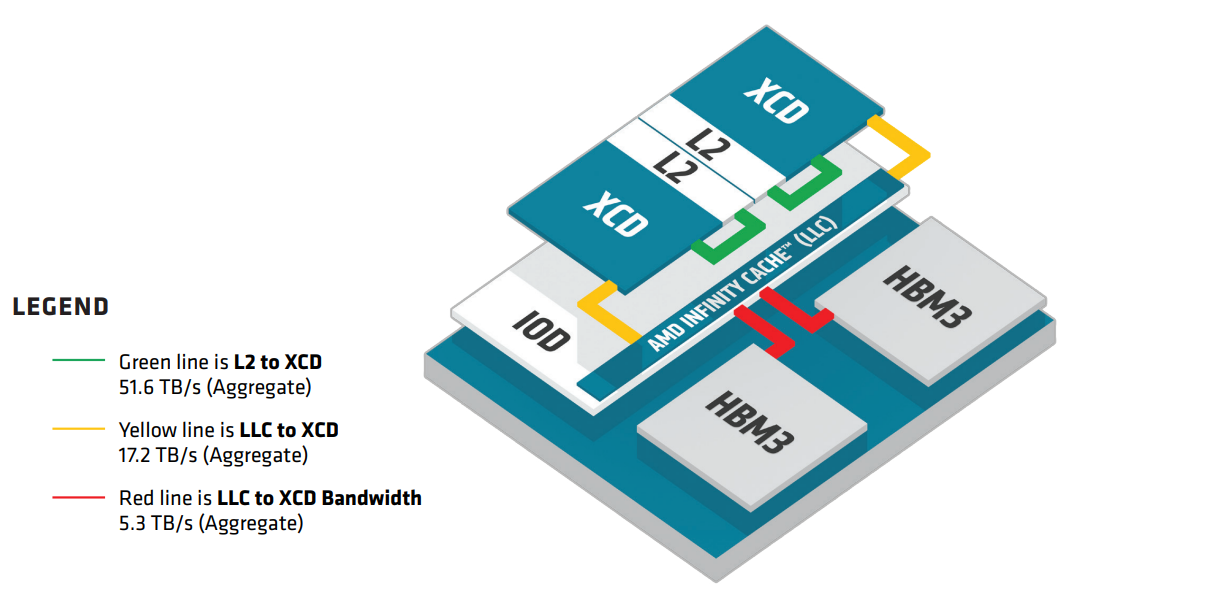 XCD
L2
L2
XCD
AMD INFINITY CACHE™ (LLC)
IOD
HBM3
HBM3
LEGEND
Green line is L2 to XCD
51.6 TB/s (Aggregate)
Yellow line is LLC to XCD
17.2 TB/s (Aggregate)
Red line is LLC to XCD Bandwidth
5.3 TB/s (Aggregate)